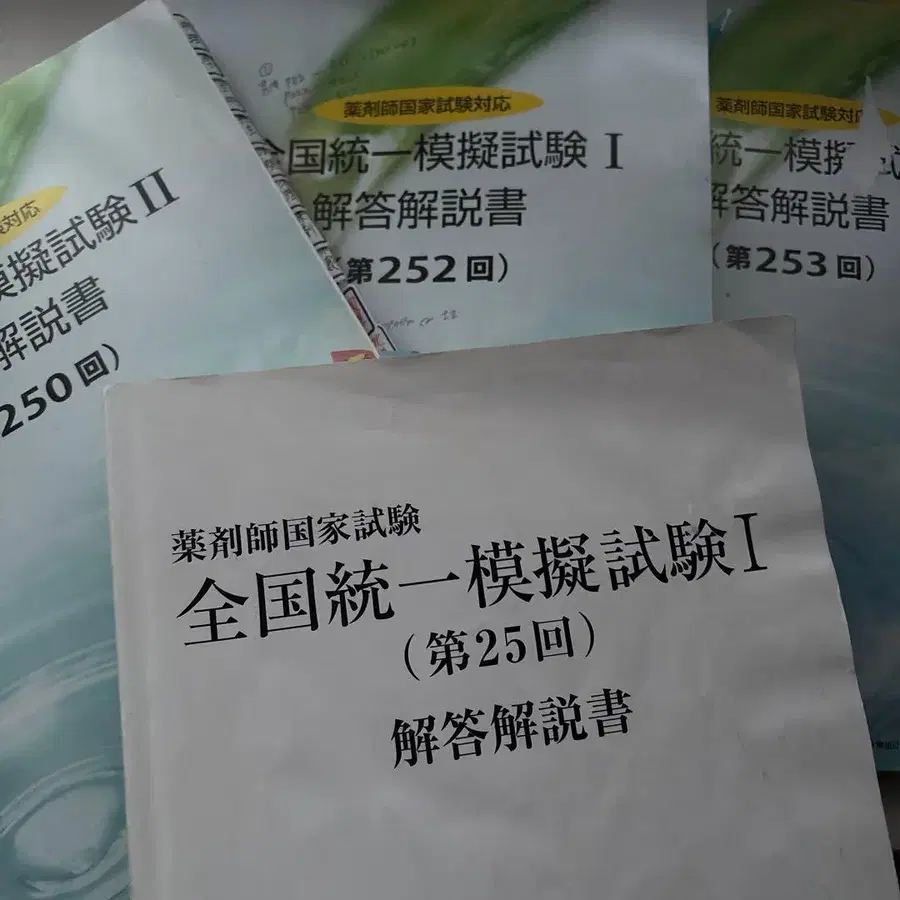 対応
模擬試験II
解説書
250回)
薬剤師国家試験対応
全国統一模擬試験 I
解答解説書
(第252回)
薬剤師国家試験対応
統一模擬試
解答解説書
(第253回)
薬剤師国家試験
全国統一模擬試験I
(第25回)
解答解説書